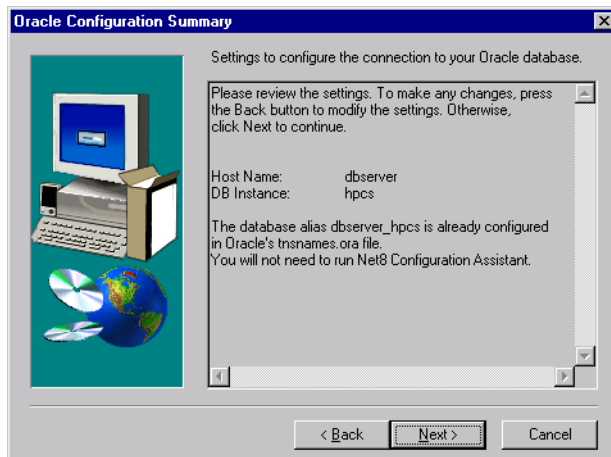 Oracle Configuration Summary
Settings to configure the connection to your Oracle database.
Please review the settings. To make any changes, press
the Back button to modify the settings. Otherwise,
click Next to continue.
Host Name: dbserver
DB Instance: hpcs
The database alias dbserver_hpcs is already configured
in Oracle's tnsnames.ora file.
You will not need to run Net8 Configuration Assistant.
< Back Next > Cancel